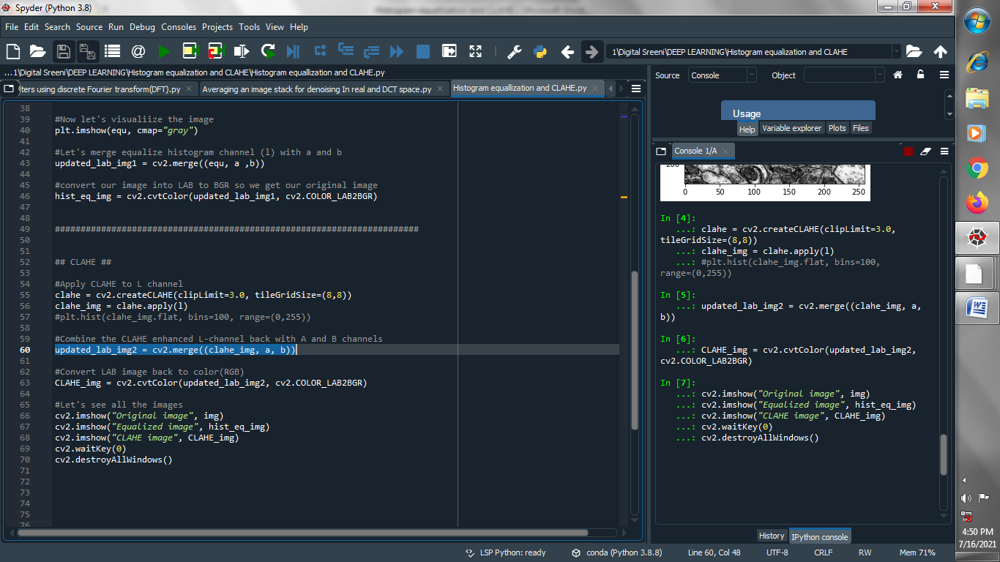 Spyder (Python 3.8)
File Edit Search Source Run Debug Consoles Projects Tools View Help
1\Digital Sreeni\DEEP LEARNING\Histogram equalization and CLAHE
...1\Digital Sreeni\DEEP LEARNING\Histogram equalization and CLAHE\Histogram equallization and CLAHE.py
ters using discrete Fourier transform(DFT).py
Averaging an image stack for denoising In real and DCT space.py
Histogram equallization and CLAHE.py
38
39 #Now let's visualiize the image
40 plt.imshow(equ, cmap="gray")
41
42 #Let's merge equalize histogram channel (l) with a and b
43 updated_lab_img1 = cv2.merge((equ, a ,b))
44
45 #convert our image into LAB to BGR so we get our original image
46 hist_eq_img = cv2.cvtColor(updated_lab_img1, cv2.COLOR_LAB2BGR)
47
48
49 #######################################################################
50
51
52 ## CLAHE ##
53
54 #Apply CLAHE to L channel
55 clahe = cv2.createCLAHE(clipLimit=3.0, tileGridSize=(8,8))
56 clahe_img = clahe.apply(l)
57 #plt.hist(clahe_img.flat, bins=100, range=(0,255))
58
59 #Combine the CLAHE enhanced L-channel back with A and B channels
60 updated_lab_img2 = cv2.merge((clahe_img, a, b))
61
62 #Convert LAB image back to color(RGB)
63 CLAHE_img = cv2.cvtColor(updated_lab_img2, cv2.COLOR_LAB2BGR)
64
65 #Let's see all the images
66 cv2.imshow("Original image", img)
67 cv2.imshow("Equalized image", hist_eq_img)
68 cv2.imshow("CLAHE image", CLAHE_img)
69 cv2.waitKey(0)
70 cv2.destroyAllWindows()
71
72
73
74
75
76
Source Console Object
Usage
Help Variable explorer Plots Files
Console 1/A
0 50 100 150 200 250
In [4]:
...: clahe = cv2.createCLAHE(clipLimit=3.0,
tileGridSize=(8,8))
...: clahe_img = clahe.apply(l)
...: #plt.hist(clahe_img.flat, bins=100,
range=(0,255))
In [5]:
...: updated_lab_img2 = cv2.merge((clahe_img, a,
b))
In [6]:
...: CLAHE_img = cv2.cvtColor(updated_lab_img2,
cv2.COLOR_LAB2BGR)
In [7]:
...: cv2.imshow("Original image", img)
...: cv2.imshow("Equalized image", hist_eq_img)
...: cv2.imshow("CLAHE image", CLAHE_img)
...: cv2.waitKey(0)
...: cv2.destroyAllWindows()
History IPython console
LSP Python: ready conda (Python 3.8.8) Line 60, Col 48 UTF-8 CRLF RW Mem 71%
4:50 PM
7/16/2021